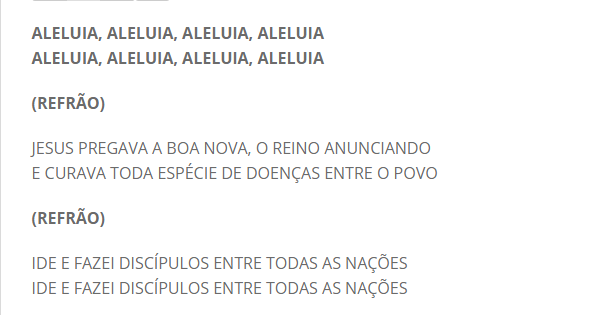 ALELUIA, ALELUIA, ALELUIA, ALELUIA
ALELUIA, ALELUIA, ALELUIA, ALELUIA
(REFRÃO)
JESUS PREGAVA A BOA NOVA, O REINO ANUNCIANDO
E CURAVA TODA ESPÉCIE DE DOENÇAS ENTRE O POVO
(REFRÃO)
IDE E FAZEI DISCÍPULOS ENTRE TODAS AS NAÇÕES
IDE E FAZEI DISCÍPULOS ENTRE TODAS AS NAÇÕES